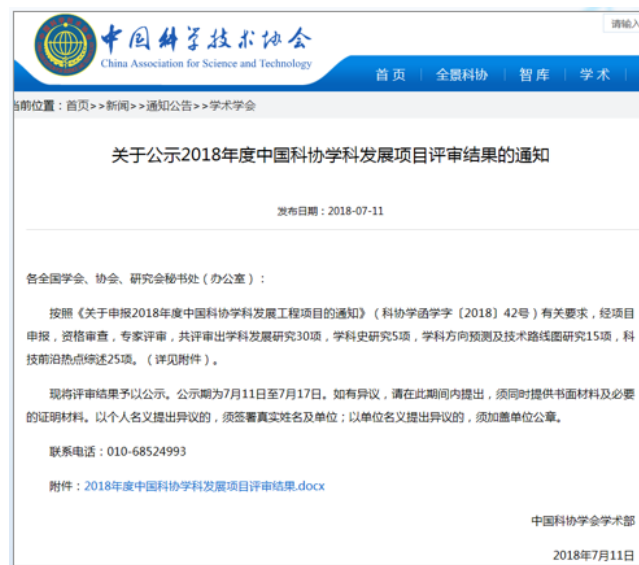 中国科学技术协会
China Association for Science and Technology
请输入
首页 全景科协 智库 学术
当前位置：首页>>新闻>>通知公告>>学术学会
关于公示2018年度中国科协学科发展项目评审结果的通知
发布日期：2018-07-11
各全国学会、协会、研究会秘书处（办公室）：
按照《关于申报2018年度中国科协学科发展工程项目的通知》（科协学函学字〔2018〕42号）有关要求，经项目
申报，资格审查，专家评审，共评审出学科发展研究30项，学科史研究5项，学科方向预测及技术路线图研究15项，科
技前沿热点综述25项。（详见附件）。
现将评审结果予以公示。公示期为7月11日至7月17日。如有异议，请在此期间内提出，须同时提供书面材料及必要
的证明材料。以个人名义提出异议的，须签署真实姓名及单位；以单位名义提出异议的，须加盖单位公章。
联系电话：010-68524993
附件：2018年度中国科协学科发展项目评审结果.docx
中国科协学会学术部
2018年7月11日